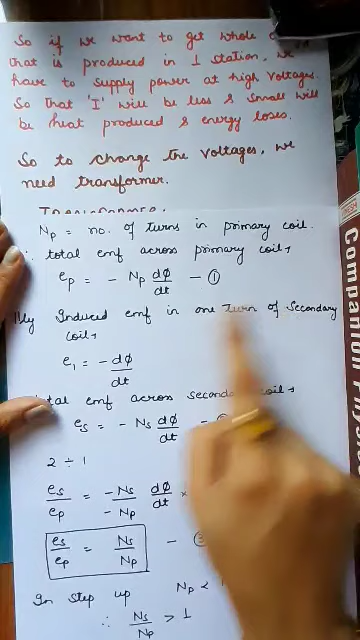 So if we want to get whole
that is produced in 1 station, we
have to supply power at high voltages.
So that 'I' will be less & small will
be heat produced & energy loses.
So to change the voltages, we
need transformer.
Np = no. of turns in primary coil.
∴ total emf across primary coil,
ep = - Np dϕ/dt - ①
111ly Induced emf in one turn of Secondary
coil,
e1 = - dϕ/dt
total emf across secondary coil,
es = - Ns dϕ/dt -
2 ÷ 1
es/ep = -Ns/-Np dϕ/dt ×
es/ep = Ns/Np - ③
In step up Np <
∴ Ns/Np > 1
Companion